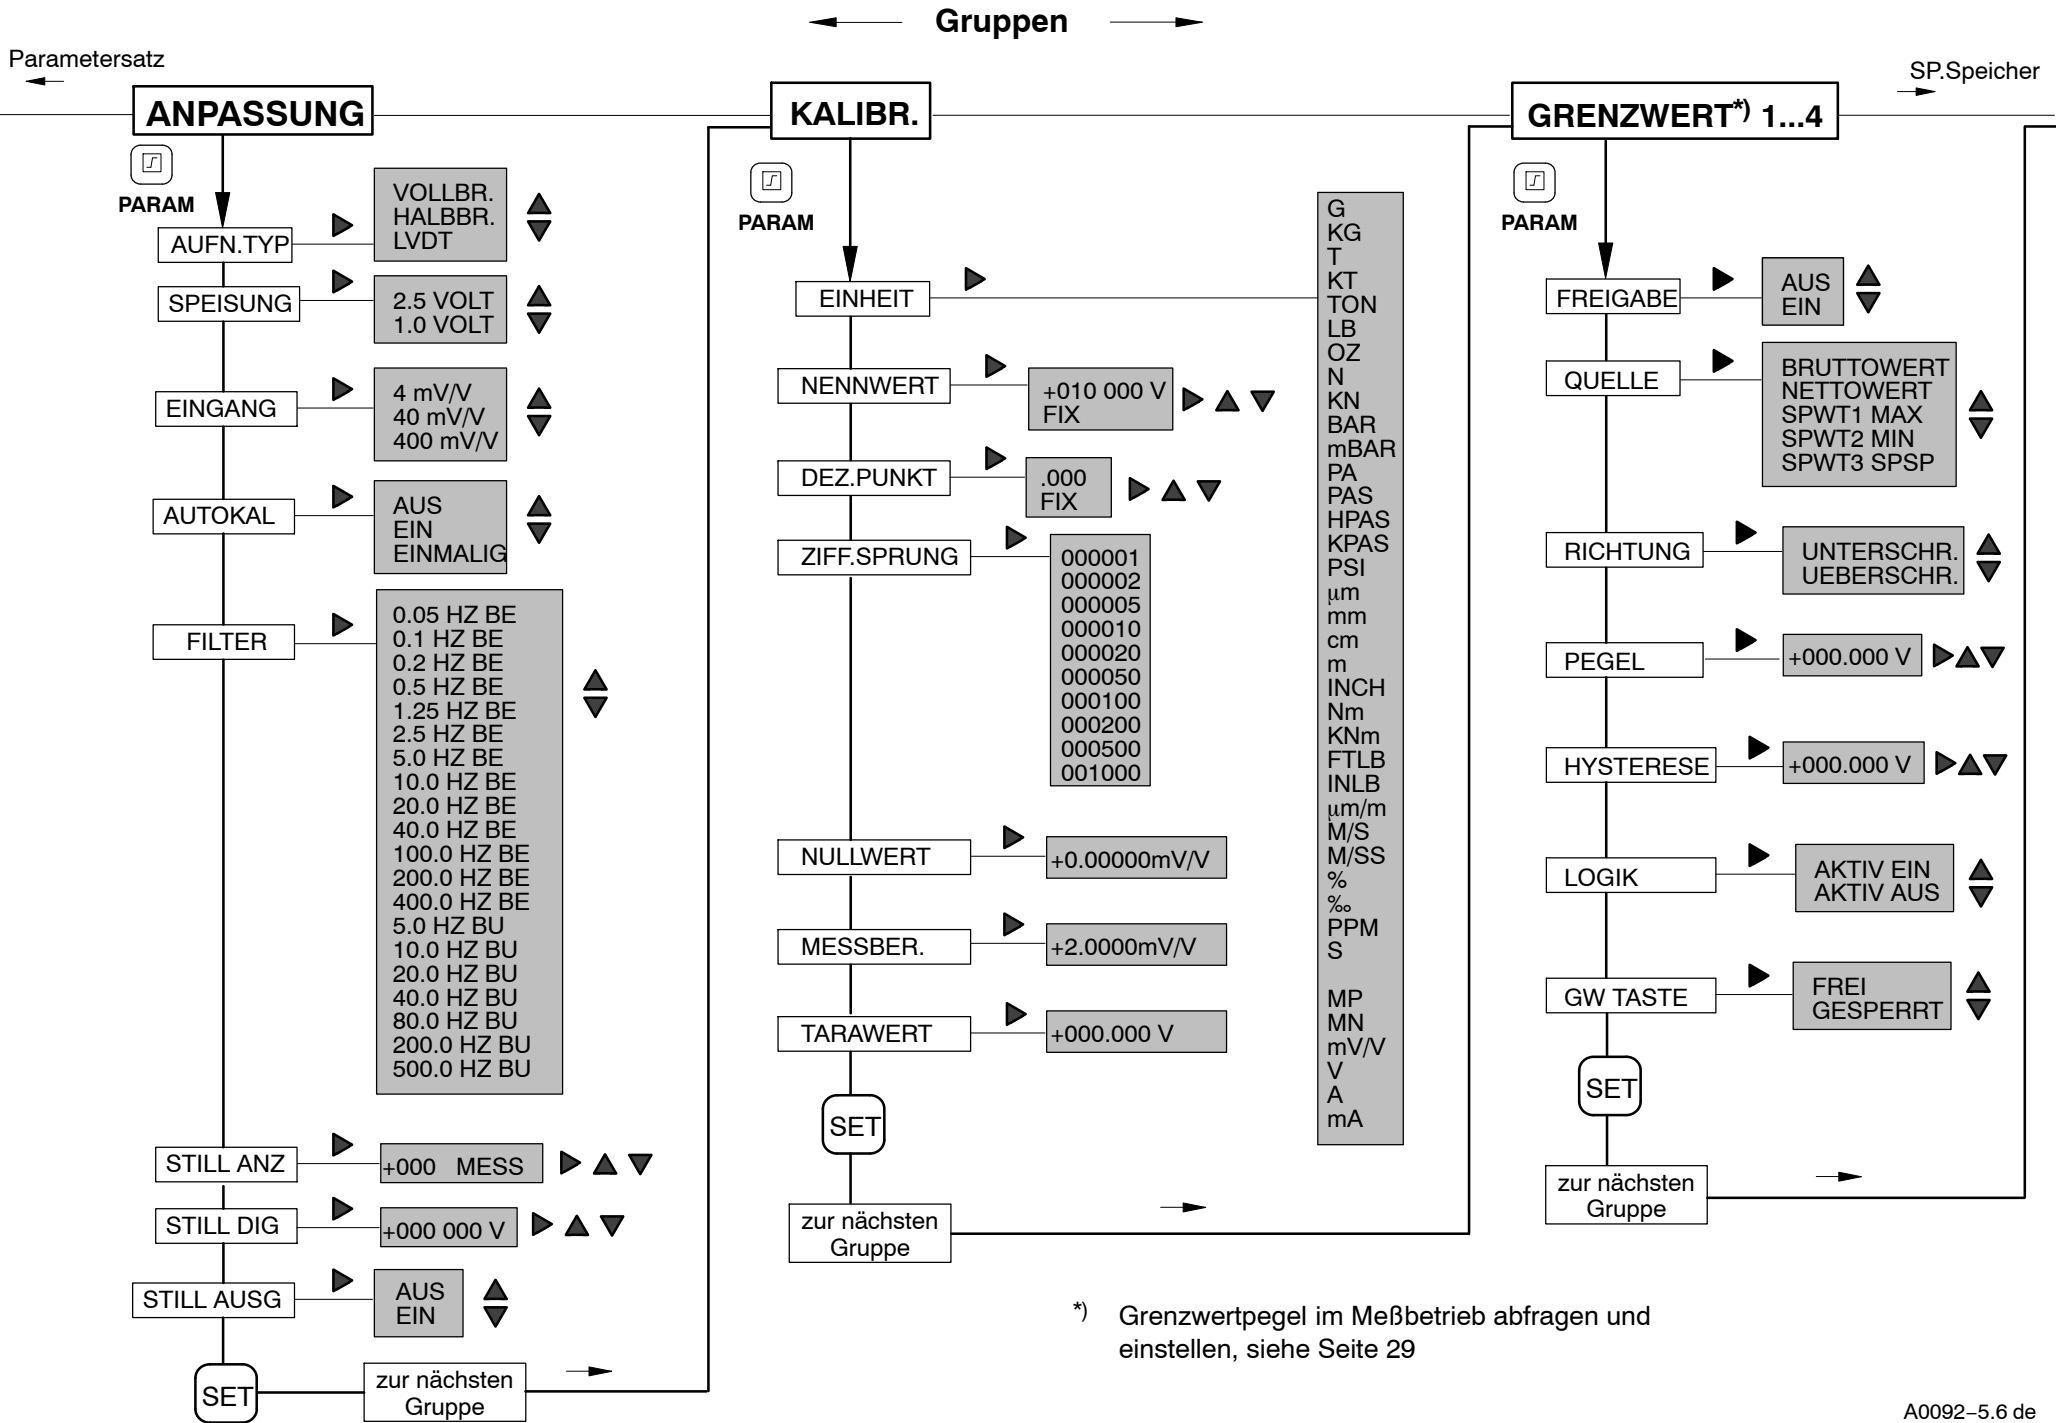 Gruppen
Parametersatz
SP.Speicher
ANPASSUNG
PARAM
AUFN.TYP
VOLLBR.
HALBBR.
LVDT
SPEISUNG
2.5 VOLT
1.0 VOLT
EINGANG
4 mV/V
40 mV/V
400 mV/V
AUTOKAL
AUS
EIN
EINMALIG
FILTER
0.05 HZ BE
0.1 HZ BE
0.2 HZ BE
0.5 HZ BE
1.25 HZ BE
2.5 HZ BE
5.0 HZ BE
10.0 HZ BE
20.0 HZ BE
40.0 HZ BE
100.0 HZ BE
200.0 HZ BE
400.0 HZ BE
5.0 HZ BU
10.0 HZ BU
20.0 HZ BU
40.0 HZ BU
80.0 HZ BU
200.0 HZ BU
500.0 HZ BU
STILL ANZ
+000 MESS
STILL DIG
+000 000 V
STILL AUSG
AUS
EIN
SET
zur nächsten
Gruppe
KALIBR.
PARAM
EINHEIT
G
KG
T
KT
TON
LB
OZ
N
KN
BAR
mBAR
PA
PAS
HPAS
KPAS
PSI
µm
mm
cm
m
INCH
Nm
KNm
FTLB
INLB
µm/m
M/S
M/SS
%
‰
PPM
S
MP
MN
mV/V
V
A
mA
NENNWERT
+010 000 V
FIX
DEZ.PUNKT
.000
FIX
ZIFF.SPRUNG
000001
000002
000005
000010
000020
000050
000100
000200
000500
001000
NULLWERT
+0.00000mV/V
MESSBER.
+2.0000mV/V
TARAWERT
+000.000 V
SET
zur nächsten
Gruppe
GRENZWERT*) 1...4
PARAM
FREIGABE
AUS
EIN
QUELLE
BRUTTOWERT
NETTOWERT
SPWT1 MAX
SPWT2 MIN
SPWT3 SPSP
RICHTUNG
UNTERSCHR.
UEBERSCHR.
PEGEL
+000.000 V
HYSTERESE
+000.000 V
LOGIK
AKTIV EIN
AKTIV AUS
GW TASTE
FREI
GESPERRT
SET
zur nächsten
Gruppe
*) Grenzwertpegel im Meßbetrieb abfragen und
einstellen, siehe Seite 29
A0092–5.6 de